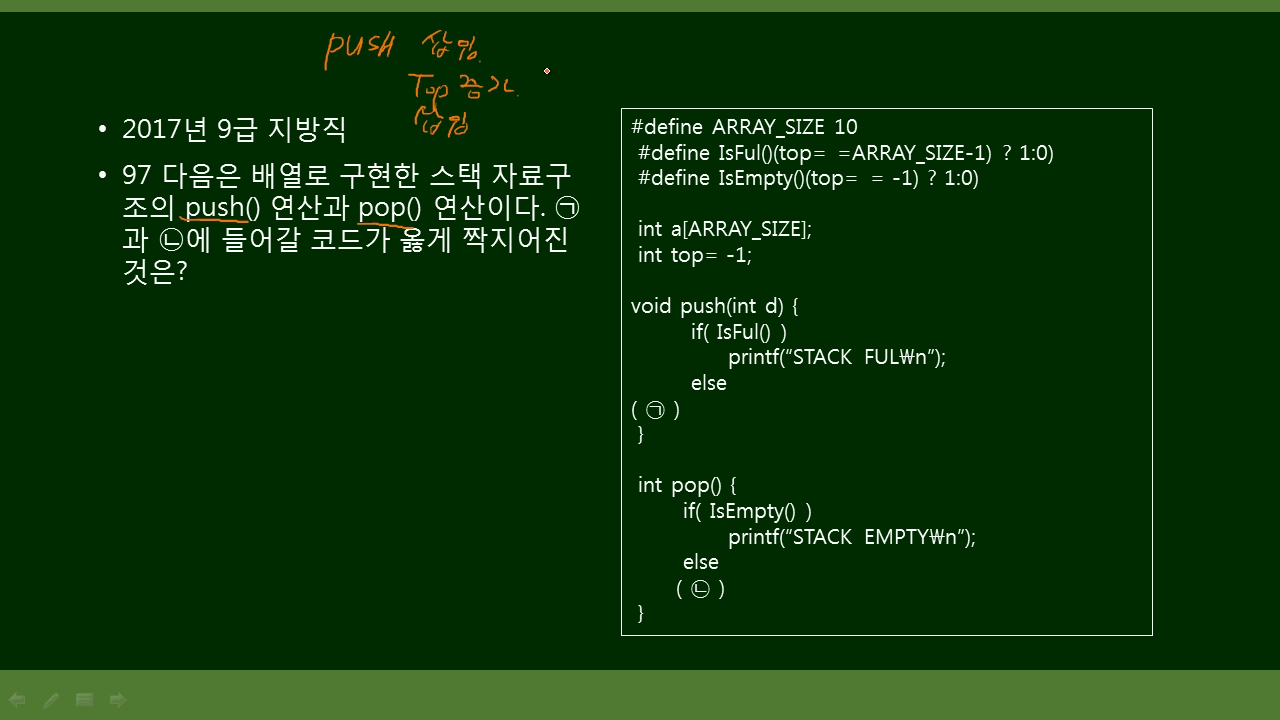 push 삽입.
Top 증가.
삽입
• 2017년 9급 지방직
• 97 다음은 배열로 구현한 스택 자료구
조의 push() 연산과 pop() 연산이다. ㉠
과 ㉡에 들어갈 코드가 옳게 짝지어진
것은?
#define ARRAY_SIZE 10
#define IsFul()(top= =ARRAY_SIZE-1) ? 1:0)
#define IsEmpty()(top= = -1) ? 1:0)
int a[ARRAY_SIZE];
int top= -1;
void push(int d) {
if( IsFul() )
printf(“STACK FUL₩n”);
else
( ㉠ )
}
int pop() {
if( IsEmpty() )
printf(“STACK EMPTY₩n”);
else
( ㉡ )
}